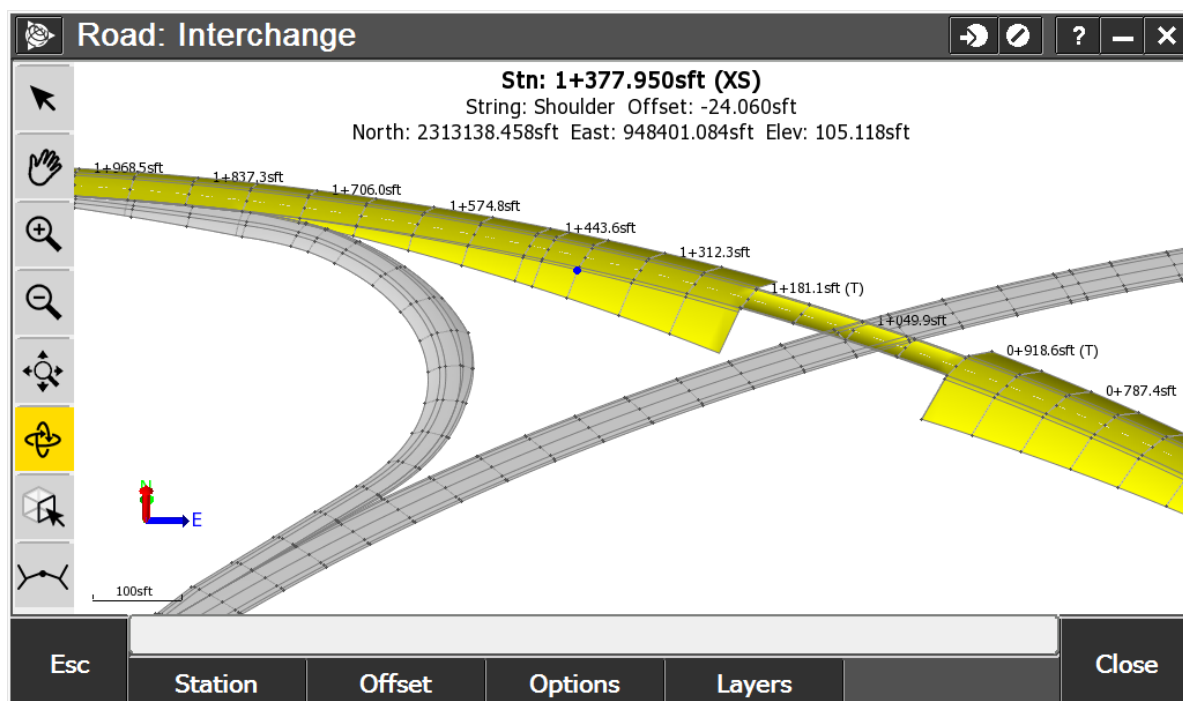 Road: Interchange
?
Stn: 1+377.950sft (XS)
String: Shoulder Offset: -24.060sft
North: 2313138.458sft East: 948401.084sft Elev: 105.118sft
1+968.5sft
1+837.3sft
1+706.0sft
1+574.8sft
1+443.6sft
1+312.3sft
1+181.1sft (T)
1+049.9sft
0+918.6sft (T)
0+787.4sft
N
E
100sft
Esc
Station
Offset
Options
Layers
Close